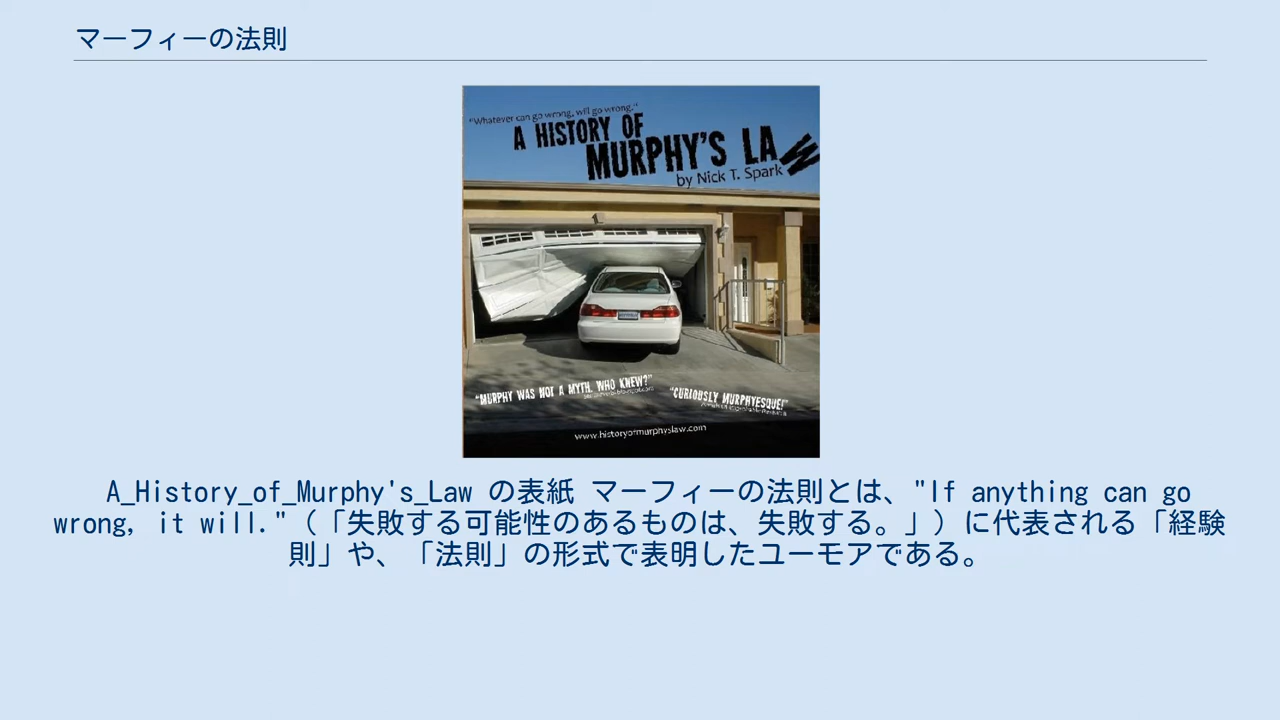 マーフィーの法則
"Whatever can go wrong, will go wrong."
A HISTORY OF
MURPHY'S LAW
by Nick T. Spark
"MURPHY WAS NOT A MYTH. WHO KNEW?"
"CURIOUSLY MURPHYESQUE!"
www.historyofmurphyslaw.com
A_History_of_Murphy's_Law の表紙 マーフィーの法則とは、"If anything can go
wrong, it will."（「失敗する可能性のあるものは、失敗する。」）に代表される「経験
則」や、「法則」の形式で表明したユーモアである。